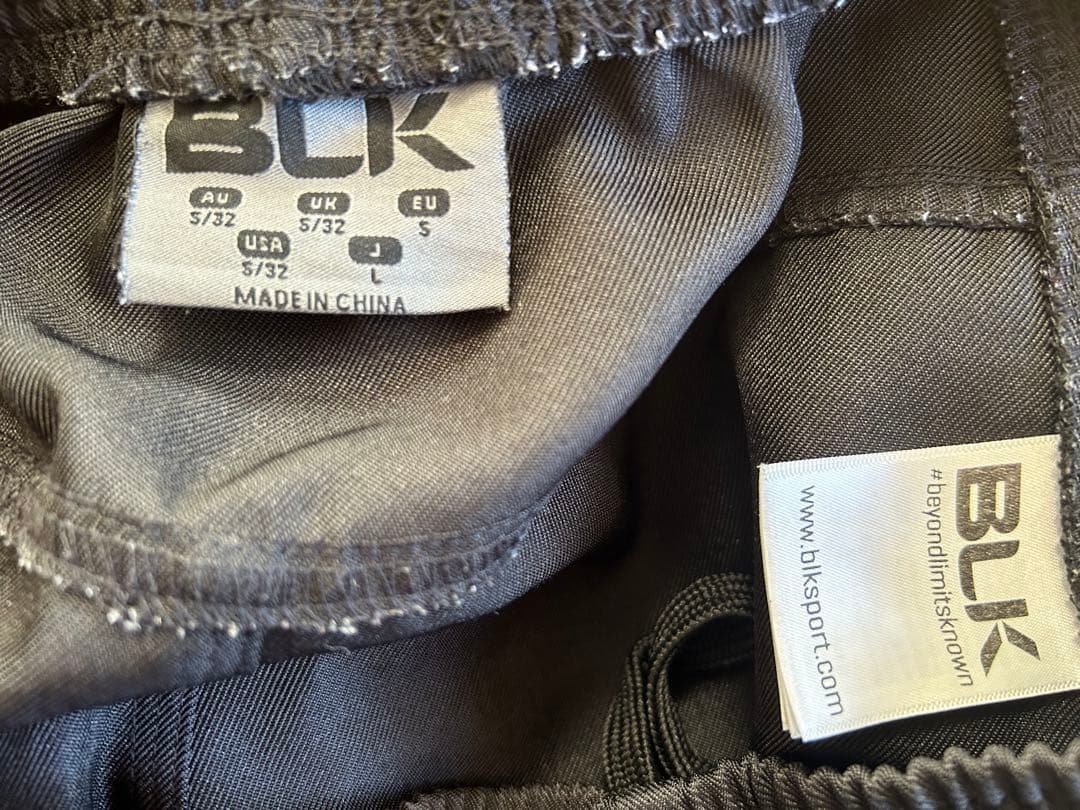 BLK
AU UK EU
S/32 S/32 S
USA J
S/32 L
MADE IN CHINA
BLK
#beyondlimitsknown
www.blksport.com